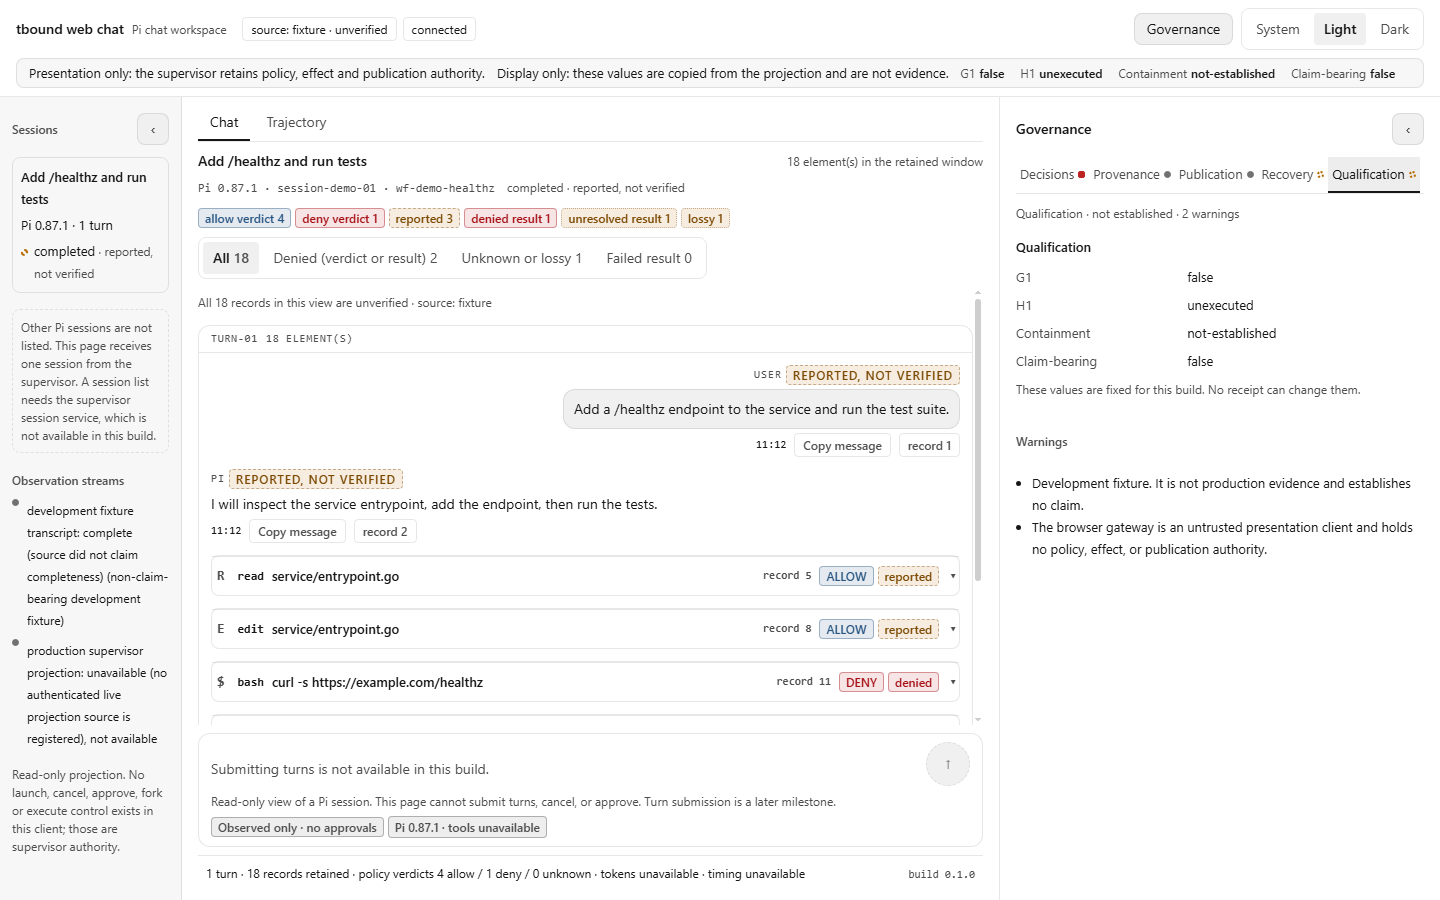 tbound web chat Pi chat workspace source: fixture · unverified connected Governance System Light Dark
Presentation only: the supervisor retains policy, effect and publication authority. Display only: these values are copied from the projection and are not evidence. G1 false H1 unexecuted Containment not-established Claim-bearing false
Sessions ‹
Add /healthz and run
tests
Pi 0.87.1 · 1 turn
completed · reported,
not verified
Other Pi sessions are not
listed. This page receives
one session from the
supervisor. A session list
needs the supervisor
session service, which is
not available in this build.
Observation streams
development fixture
transcript: complete
(source did not claim
completeness) (non-claim-
bearing development
fixture)
production supervisor
projection: unavailable (no
authenticated live
projection source is
registered), not available
Read-only projection. No
launch, cancel, approve, fork
or execute control exists in
this client; those are
supervisor authority.
Chat Trajectory
Add /healthz and run tests 18 element(s) in the retained window
Pi 0.87.1 · session-demo-01 · wf-demo-healthz completed · reported, not verified
allow verdict 4 deny verdict 1 reported 3 denied result 1 unresolved result 1 lossy 1
All 18 Denied (verdict or result) 2 Unknown or lossy 1 Failed result 0
All 18 records in this view are unverified · source: fixture
TURN-01 18 ELEMENT(S)
USER REPORTED, NOT VERIFIED
Add a /healthz endpoint to the service and run the test suite.
11:12 Copy message record 1
PI REPORTED, NOT VERIFIED
I will inspect the service entrypoint, add the endpoint, then run the tests.
11:12 Copy message record 2
R read service/entrypoint.go record 5 ALLOW reported ▾
E edit service/entrypoint.go record 8 ALLOW reported ▾
$ bash curl -s https://example.com/healthz record 11 DENY denied ▾
Submitting turns is not available in this build. ↑
Read-only view of a Pi session. This page cannot submit turns, cancel, or approve. Turn submission is a later milestone.
Observed only · no approvals Pi 0.87.1 · tools unavailable
1 turn · 18 records retained · policy verdicts 4 allow / 1 deny / 0 unknown · tokens unavailable · timing unavailable build 0.1.0
Governance ‹
Decisions Provenance Publication Recovery Qualification
Qualification · not established · 2 warnings
Qualification
G1 false
H1 unexecuted
Containment not-established
Claim-bearing false
These values are fixed for this build. No receipt can change them.
Warnings
Development fixture. It is not production evidence and establishes
no claim.
The browser gateway is an untrusted presentation client and holds
no policy, effect, or publication authority.